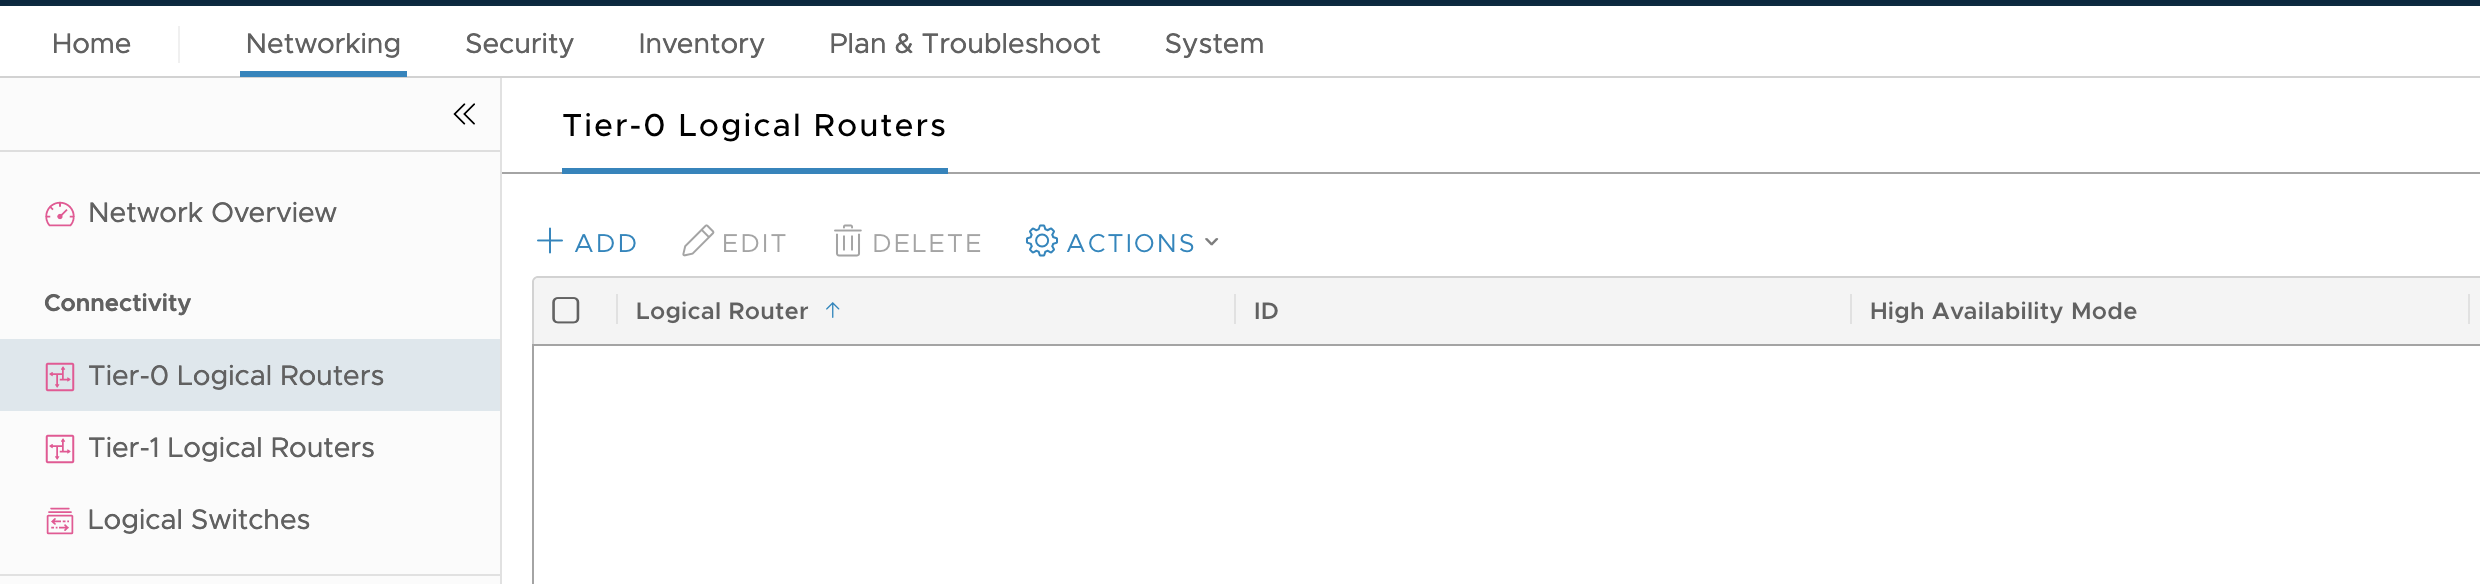 Home Networking Security Inventory Plan & Troubleshoot System
Tier-0 Logical Routers
Network Overview
Connectivity
Tier-0 Logical Routers
Tier-1 Logical Routers
Logical Switches
ADD EDIT DELETE ACTIONS
Logical Router ID High Availability Mode